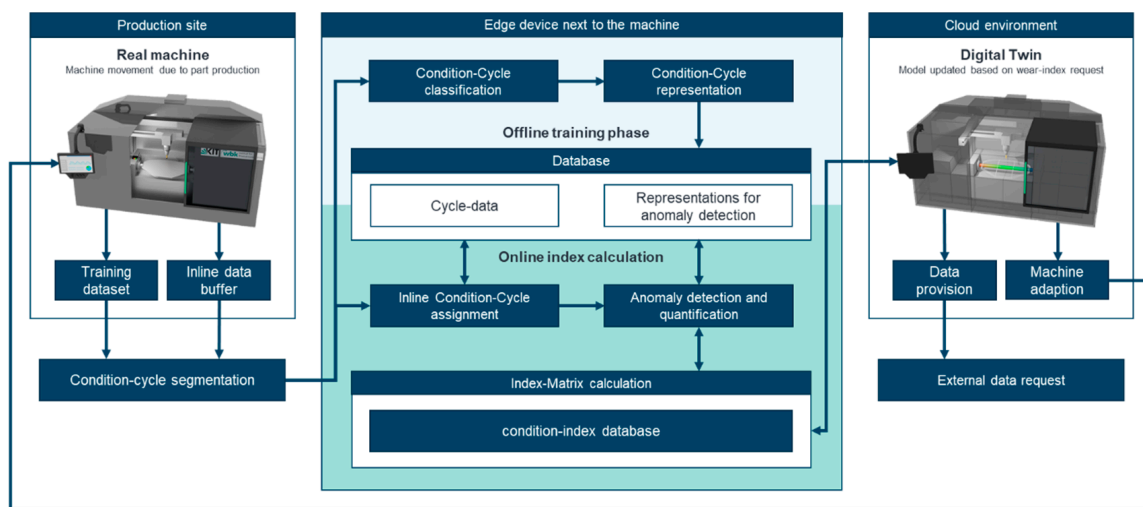 Production site
Real machine
Machine movement due to part production
KIT wbk
Training
dataset
Inline data
buffer
Condition-cycle segmentation
Edge device next to the machine
Condition-Cycle
classification
Condition-Cycle
representation
Offline training phase
Database
Cycle-data
Representations for
anomaly detection
Online index calculation
Inline Condition-Cycle
assignment
Anomaly detection and
quantification
Index-Matrix calculation
condition-index database
Cloud environment
Digital Twin
Model updated based on wear-index request
Data
provision
Machine
adaption
External data request